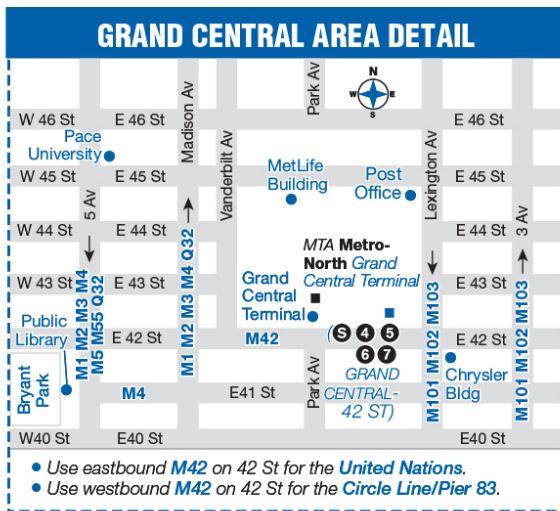 GRAND CENTRAL AREA DETAIL
Park Av
N
W E
S
W 46 St E 46 St E 46 St
Madison Av
Pace
University
Vanderbilt Av
Lexington Av
W 45 St E 45 St E 45 St
MetLife
Building
Post
Office
5 Av
3 Av
W 44 St E 44 St E 44 St
MTA Metro-
North Grand
Central Terminal
W 43 St E 43 St E 43 St
Grand
Central
Terminal
M1 M2 M3 M4
M5 M55 Q32
M1 M2 M3 M4 Q32
M101 M102 M103
M101 M102 M103
Public
Library
E 42 St M42 E 42 St
(S 4 5
6 7
GRAND
CENTRAL-
42 ST)
Chrysler
Bldg
Bryant
Park
M4 E41 St
Park Av
W40 St E40 St E40 St
• Use eastbound M42 on 42 St for the United Nations.
• Use westbound M42 on 42 St for the Circle Line/Pier 83.